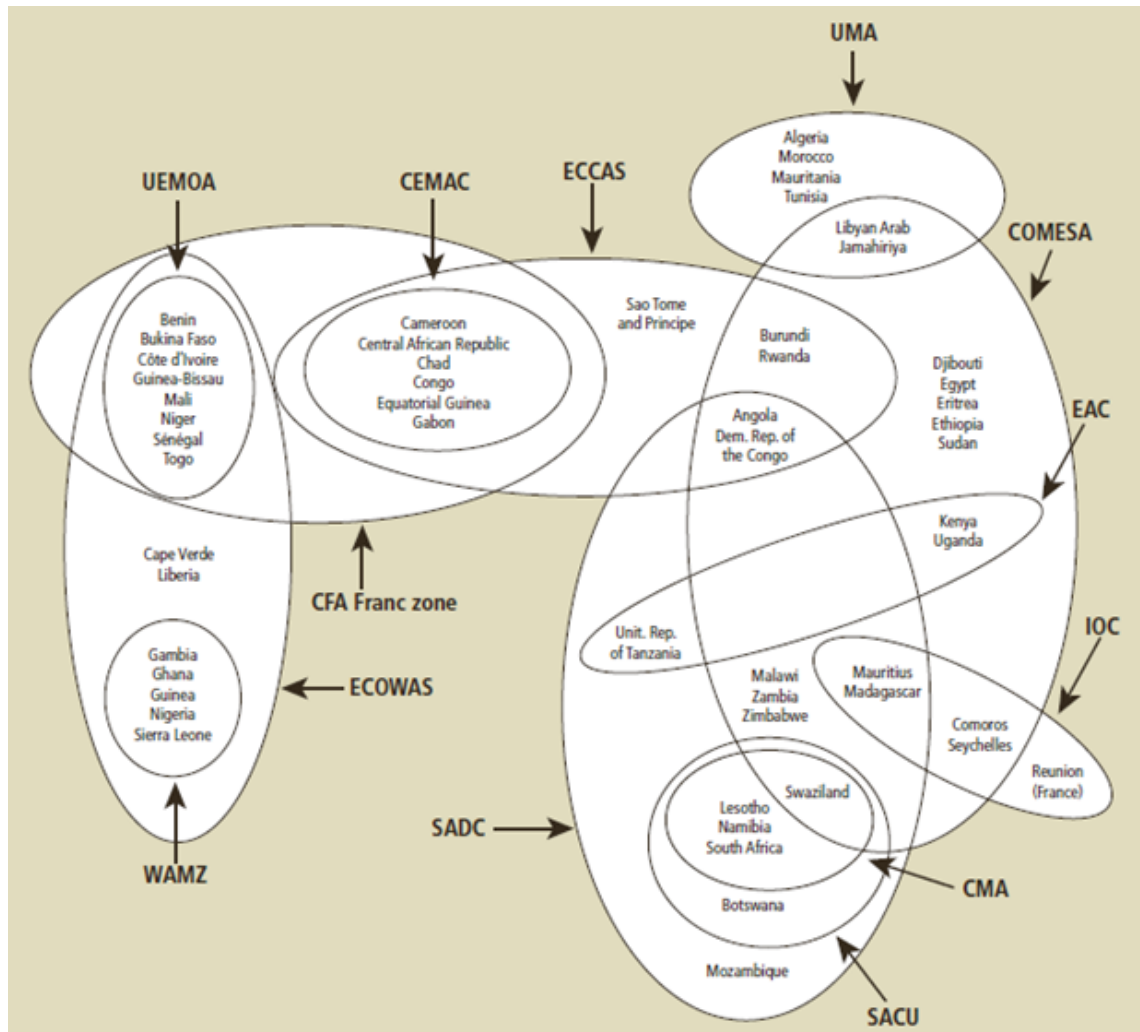 UMA
Algeria
Morocco
Mauritania
Tunisia
Libyan Arab
Jamahiriya
COMESA
UEMOA
CEMAC
ECCAS
Benin
Bukina Faso
Côte d'Ivoire
Guinea-Bissau
Mali
Niger
Sénégal
Togo
Cameroon
Central African Republic
Chad
Congo
Equatorial Guinea
Gabon
Sao Tome
and Principe
Burundi
Rwanda
Angola
Dem. Rep. of
the Congo
Djibouti
Egypt
Eritrea
Ethiopia
Sudan
EAC
Kenya
Uganda
Cape Verde
Liberia
CFA Franc zone
Unit. Rep.
of Tanzania
IOC
Gambia
Ghana
Guinea
Nigeria
Sierra Leone
ECOWAS
Malawi
Zambia
Zimbabwe
Mauritius
Madagascar
Comoros
Seychelles
Reunion
(France)
Swaziland
Lesotho
Namibia
South Africa
SADC
WAMZ
CMA
Botswana
Mozambique
SACU